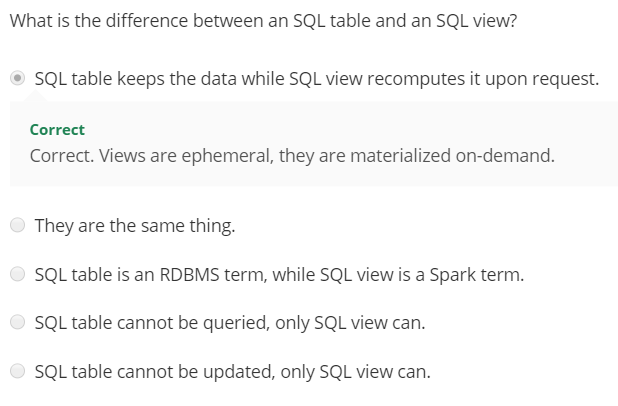 What is the difference between an SQL table and an SQL view?
SQL table keeps the data while SQL view recomputes it upon request.
Correct
Correct. Views are ephemeral, they are materialized on-demand.
They are the same thing.
SQL table is an RDBMS term, while SQL view is a Spark term.
SQL table cannot be queried, only SQL view can.
SQL table cannot be updated, only SQL view can.